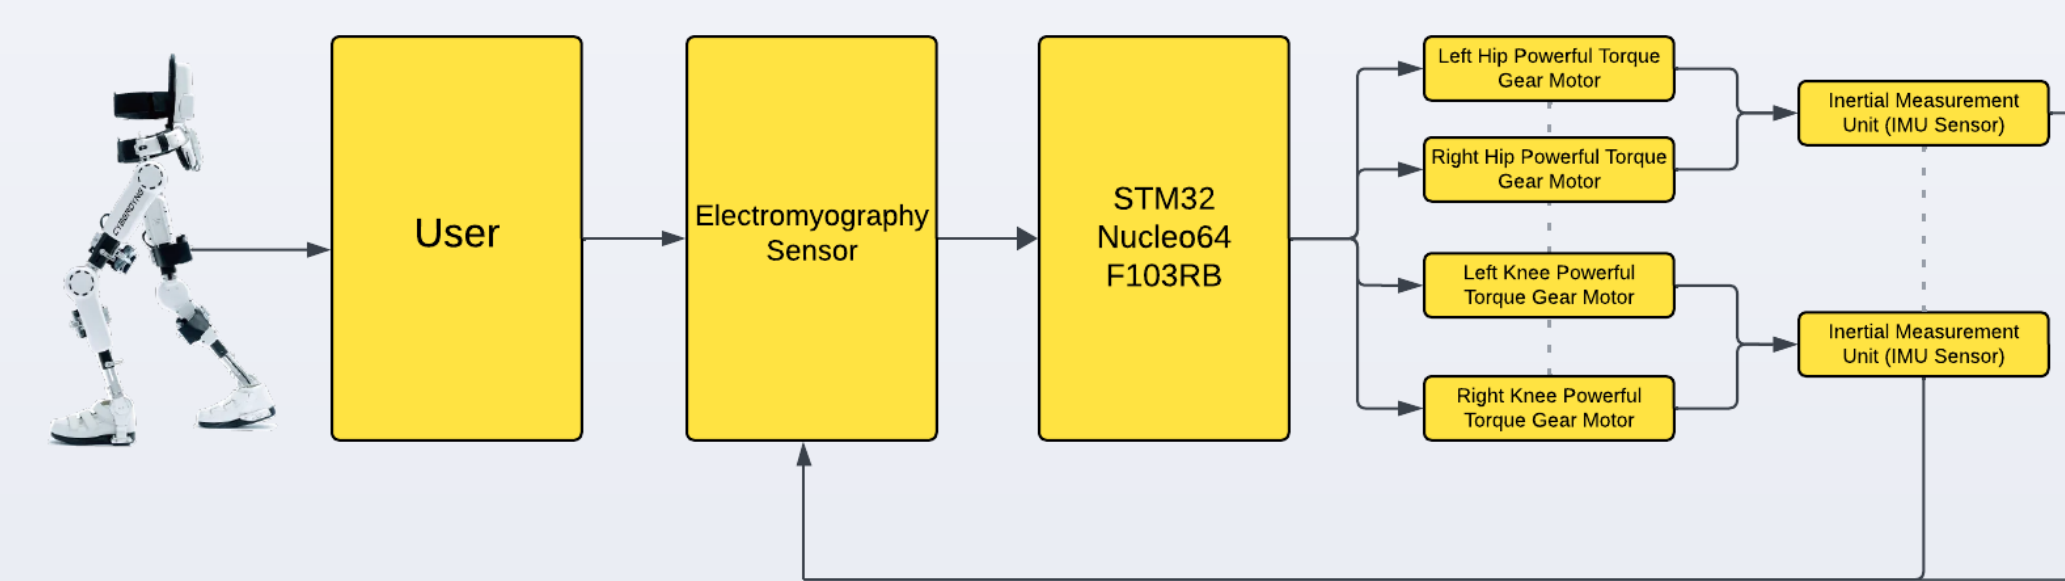 CYBERDYNE
User
Electromyography
Sensor
STM32
Nucleo64
F103RB
Left Hip Powerful Torque
Gear Motor
Right Hip Powerful Torque
Gear Motor
Left Knee Powerful
Torque Gear Motor
Right Knee Powerful
Torque Gear Motor
Inertial Measurement
Unit (IMU Sensor)
Inertial Measurement
Unit (IMU Sensor)